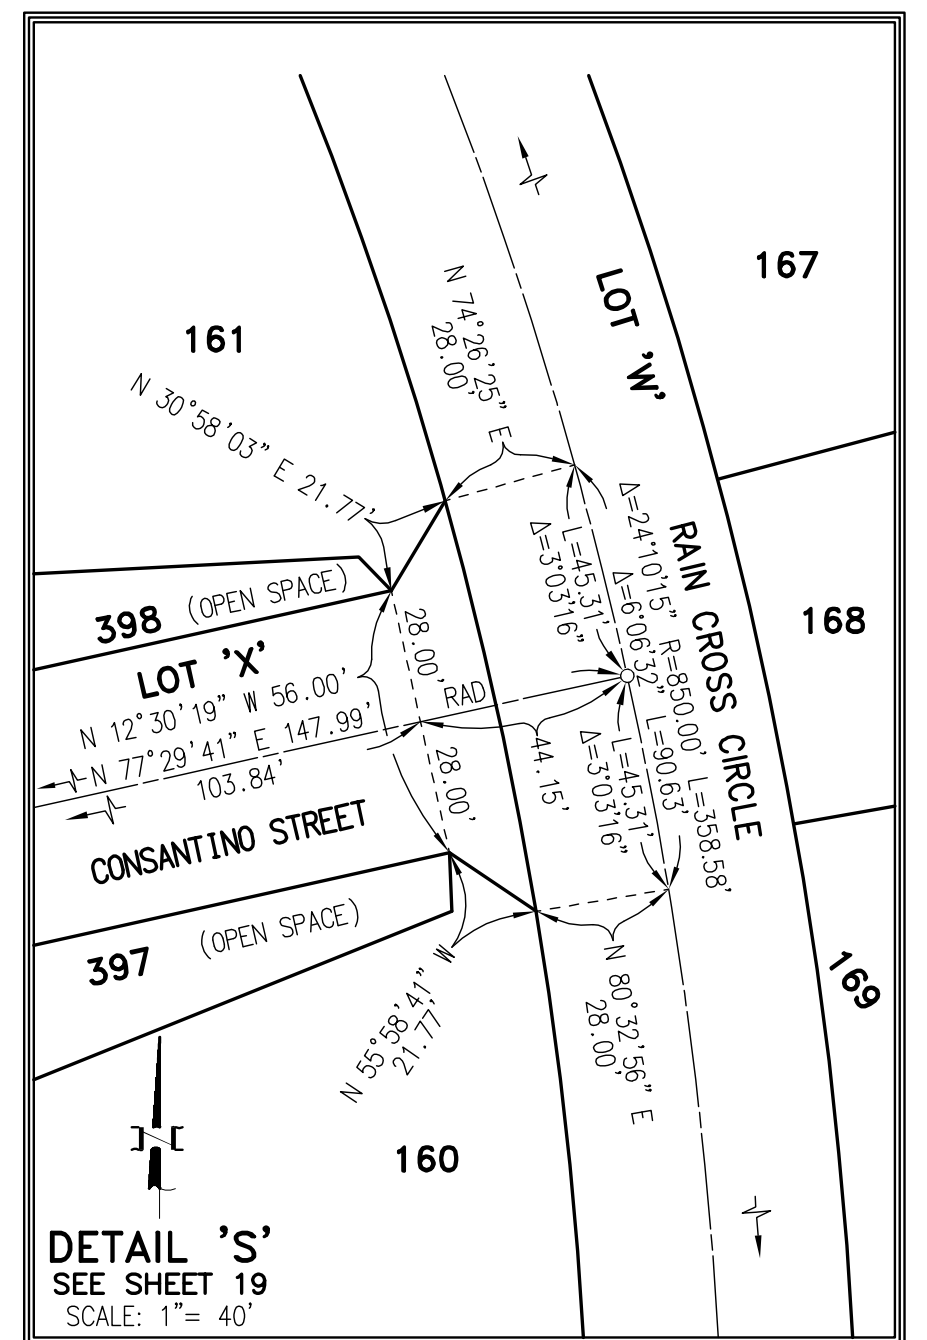 167
LOT 'W'
161
N 74°26'25" E
28.00'
N 30°58'03" E 21.77'
Δ=24°10'15" R=850.00' L=358.58'
RAIN CROSS CIRCLE
L=45.31'
Δ=3°03'16"
Δ=6°06'32" L=90.63'
398 (OPEN SPACE)
168
28.00'
LOT 'X'
N 12°30'19" W 56.00'
RAD
N 77°29'41" E 147.99'
103.84'
44.15'
28.00'
L=45.31'
Δ=3°03'16"
CONSANTINO STREET
397 (OPEN SPACE)
169
N 55°58'41" W
21.77'
N 80°32'56" E
28.00'
160
DETAIL 'S'
SEE SHEET 19
SCALE: 1"= 40'